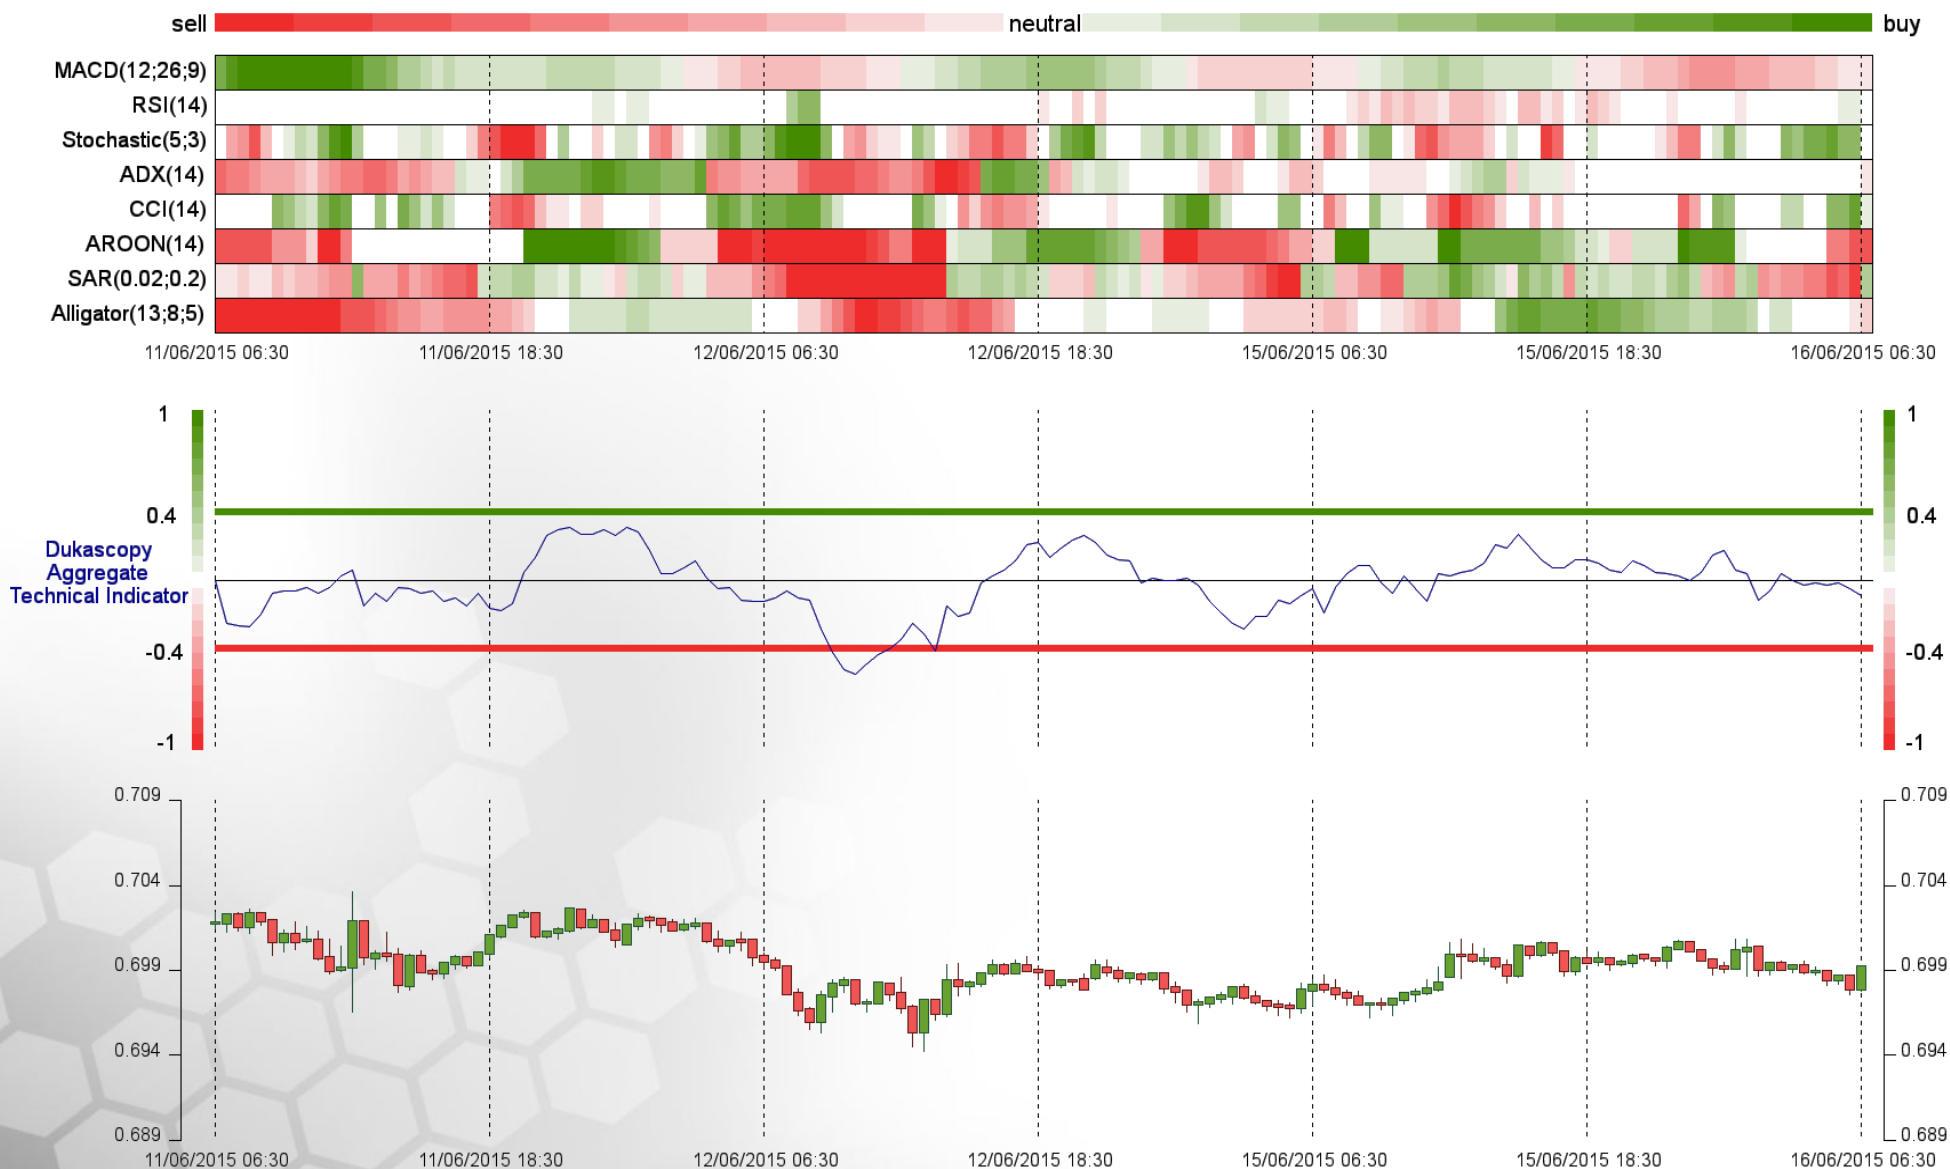 sell neutral buy
MACD(12;26;9)
RSI(14)
Stochastic(5;3)
ADX(14)
CCI(14)
AROON(14)
SAR(0.02;0.2)
Alligator(13;8;5)
11/06/2015 06:30 11/06/2015 18:30 12/06/2015 06:30 12/06/2015 18:30 15/06/2015 06:30 15/06/2015 18:30 16/06/2015 06:30
1 1
0.4 0.4
Dukascopy
Aggregate
Technical Indicator
-0.4 -0.4
-1 -1
0.709 0.709
0.704 0.704
0.699 0.699
0.694 0.694
0.689 0.689
11/06/2015 06:30 11/06/2015 18:30 12/06/2015 06:30 12/06/2015 18:30 15/06/2015 06:30 15/06/2015 18:30 16/06/2015 06:30